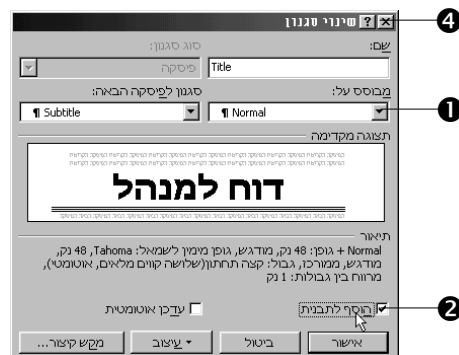 שינוי סגנון
4
שם: סוג סגנון:
Title פיסקה
מבוסס על: סגנון לפיסקה הבאה:
¶ Normal ¶ Subtitle
1
תצוגה מקדימה
דוח למנהל
תיאור
Normal + גופן: 48 נק, מודגש, גופן מימין לשמאל: Tahoma, 48 נק,
מודגש, ממורכז, גבול: קצה תחתון(שלושה קווים מלאים, אוטומטי),
מרווח בין גבולות: 1 נק
הוסף לתבנית עדכן אוטומטית
2
אישור ביטול עיצוב מקש קיצור...